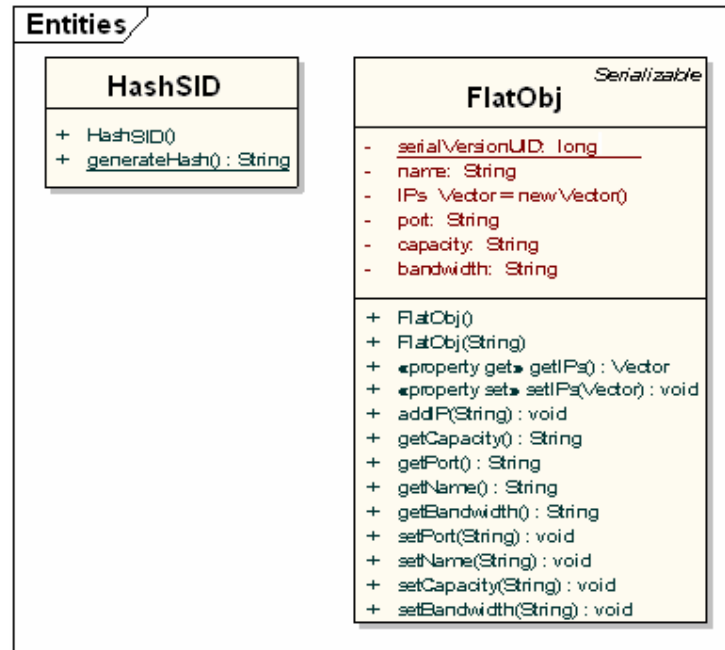 Entities
HashSID
+ HashSID()
+ generateHash() : String
Serializable
FlatObj
- serialVersionUID: long
- name: String
- IPs Vector = new Vector()
- port: String
- capacity: String
- bandwidth: String
+ FlatObj()
+ FlatObj(String)
+ «property get» getIPs() : Vector
+ «property set» setIPs(Vector) : void
+ addIP(String) : void
+ getCapacity() : String
+ getPort() : String
+ getName() : String
+ getBandwidth() : String
+ setPort(String) : void
+ setName(String) : void
+ setCapacity(String) : void
+ setBandwidth(String) : void